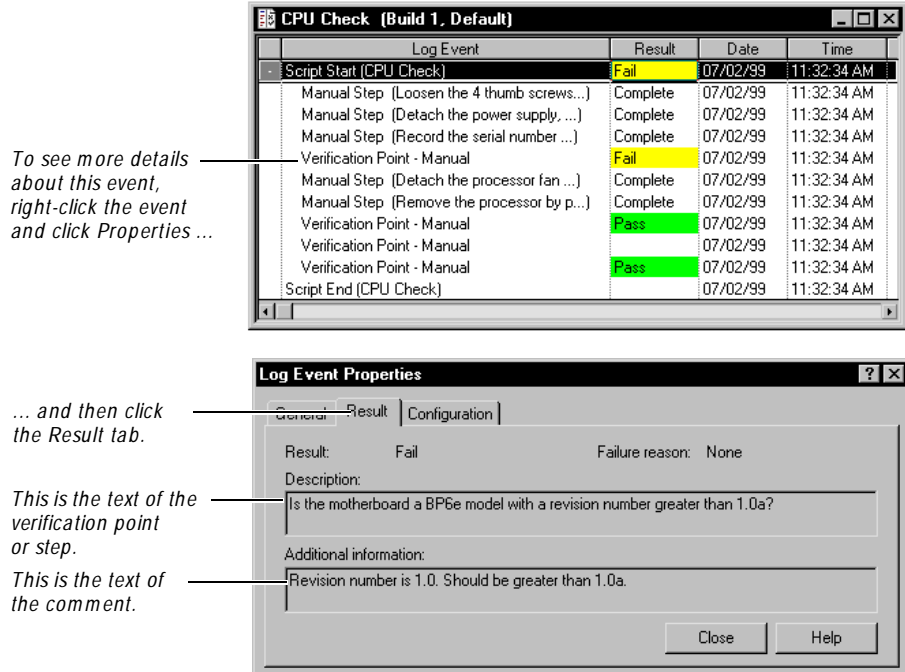 CPU Check (Build 1, Default)
Log Event Result Date Time
- Script Start (CPU Check) Fail 07/02/99 11:32:34 AM
Manual Step (Loosen the 4 thumb screws...) Complete 07/02/99 11:32:34 AM
Manual Step (Detach the power supply, ...) Complete 07/02/99 11:32:34 AM
Manual Step (Record the serial number ...) Complete 07/02/99 11:32:34 AM
Verification Point - Manual Fail 07/02/99 11:32:34 AM
Manual Step (Detach the processor fan ...) Complete 07/02/99 11:32:34 AM
Manual Step (Remove the processor by p...) Complete 07/02/99 11:32:34 AM
Verification Point - Manual Pass 07/02/99 11:32:34 AM
Verification Point - Manual 07/02/99 11:32:34 AM
Verification Point - Manual Pass 07/02/99 11:32:34 AM
Script End (CPU Check) 07/02/99 11:32:34 AM
To see more details
about this event,
right-click the event
and click Properties ...
Log Event Properties
General Result Configuration
... and then click
the Result tab.
Result: Fail Failure reason: None
Description:
Is the motherboard a BP6e model with a revision number greater than 1.0a?
This is the text of the
verification point
or step.
Additional information:
Revision number is 1.0. Should be greater than 1.0a.
This is the text of
the comment.
Close Help